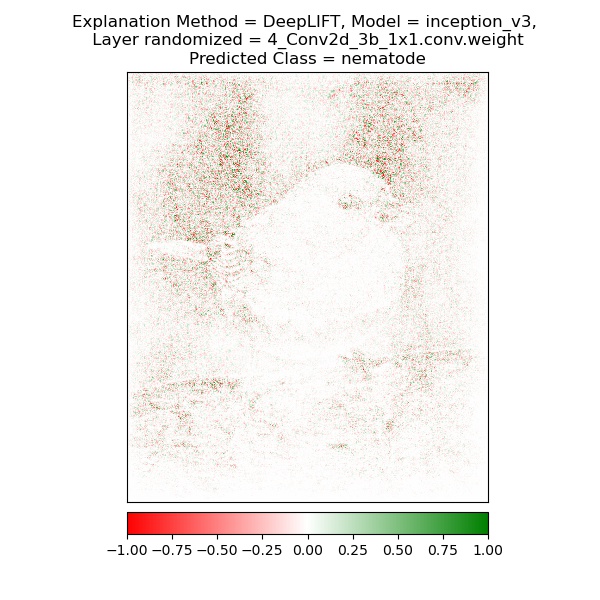 Explanation Method = DeepLIFT, Model = inception_v3,
Layer randomized = 4_Conv2d_3b_1x1.conv.weight
Predicted Class = nematode
−1.00 −0.75 −0.50 −0.25 0.00 0.25 0.50 0.75 1.00